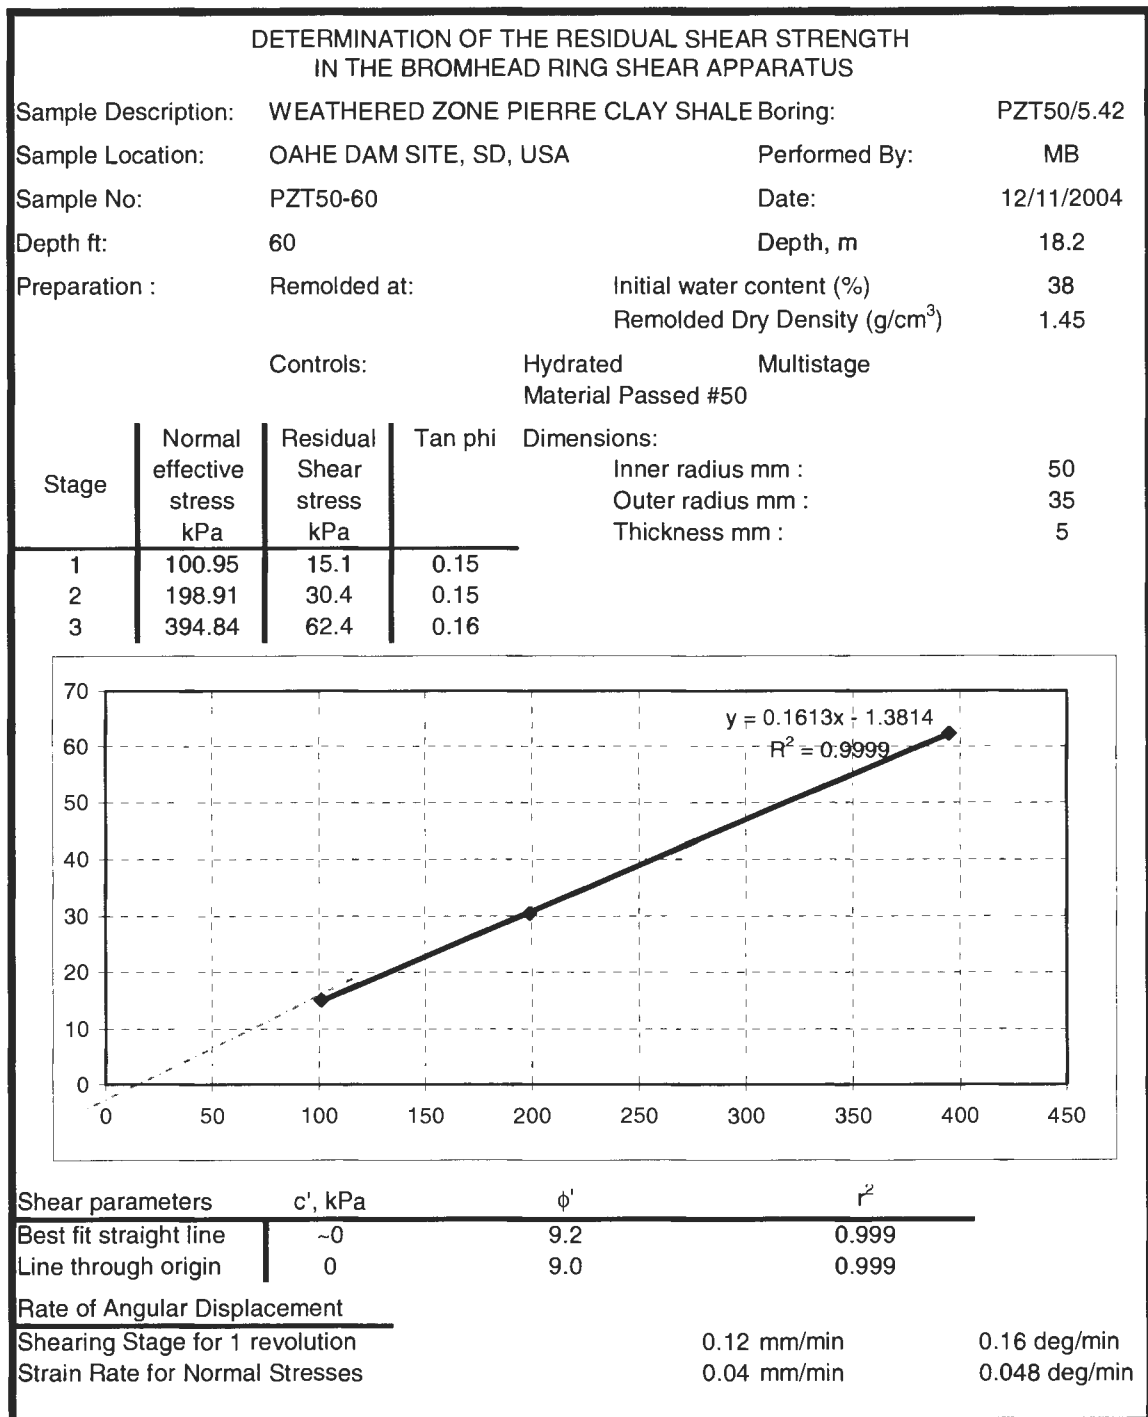 DETERMINATION OF THE RESIDUAL SHEAR STRENGTH
IN THE BROMHEAD RING SHEAR APPARATUS
Sample Description: WEATHERED ZONE PIERRE CLAY SHALE Boring: PZT50/5.42
Sample Location: OAHE DAM SITE, SD, USA Performed By: MB
Sample No: PZT50-60 Date: 12/11/2004
Depth ft: 60 Depth, m 18.2
Preparation : Remolded at: Initial water content (%) 38
Remolded Dry Density (g/cm³) 1.45
Controls: Hydrated Multistage
Material Passed #50
Stage Normal effective stress kPa Residual Shear stress kPa Tan phi
1 100.95 15.1 0.15
2 198.91 30.4 0.15
3 394.84 62.4 0.16
Dimensions:
Inner radius mm : 50
Outer radius mm : 35
Thickness mm : 5
y = 0.1613x - 1.3814
R² = 0.9999
70
60
50
40
30
20
10
0
0 50 100 150 200 250 300 350 400 450
Shear parameters c', kPa ϕ' r²
Best fit straight line ~0 9.2 0.999
Line through origin 0 9.0 0.999
Rate of Angular Displacement
Shearing Stage for 1 revolution 0.12 mm/min 0.16 deg/min
Strain Rate for Normal Stresses 0.04 mm/min 0.048 deg/min